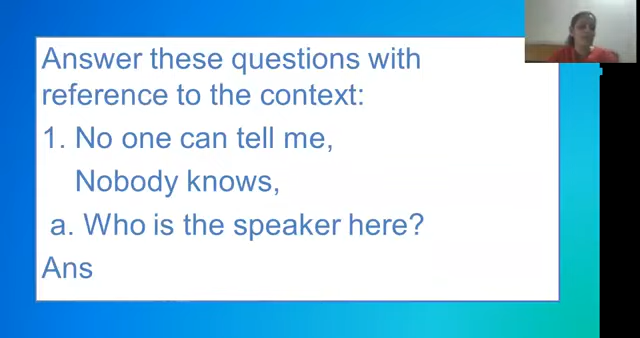 Answer these questions with
reference to the context:
1. No one can tell me,
Nobody knows,
a. Who is the speaker here?
Ans